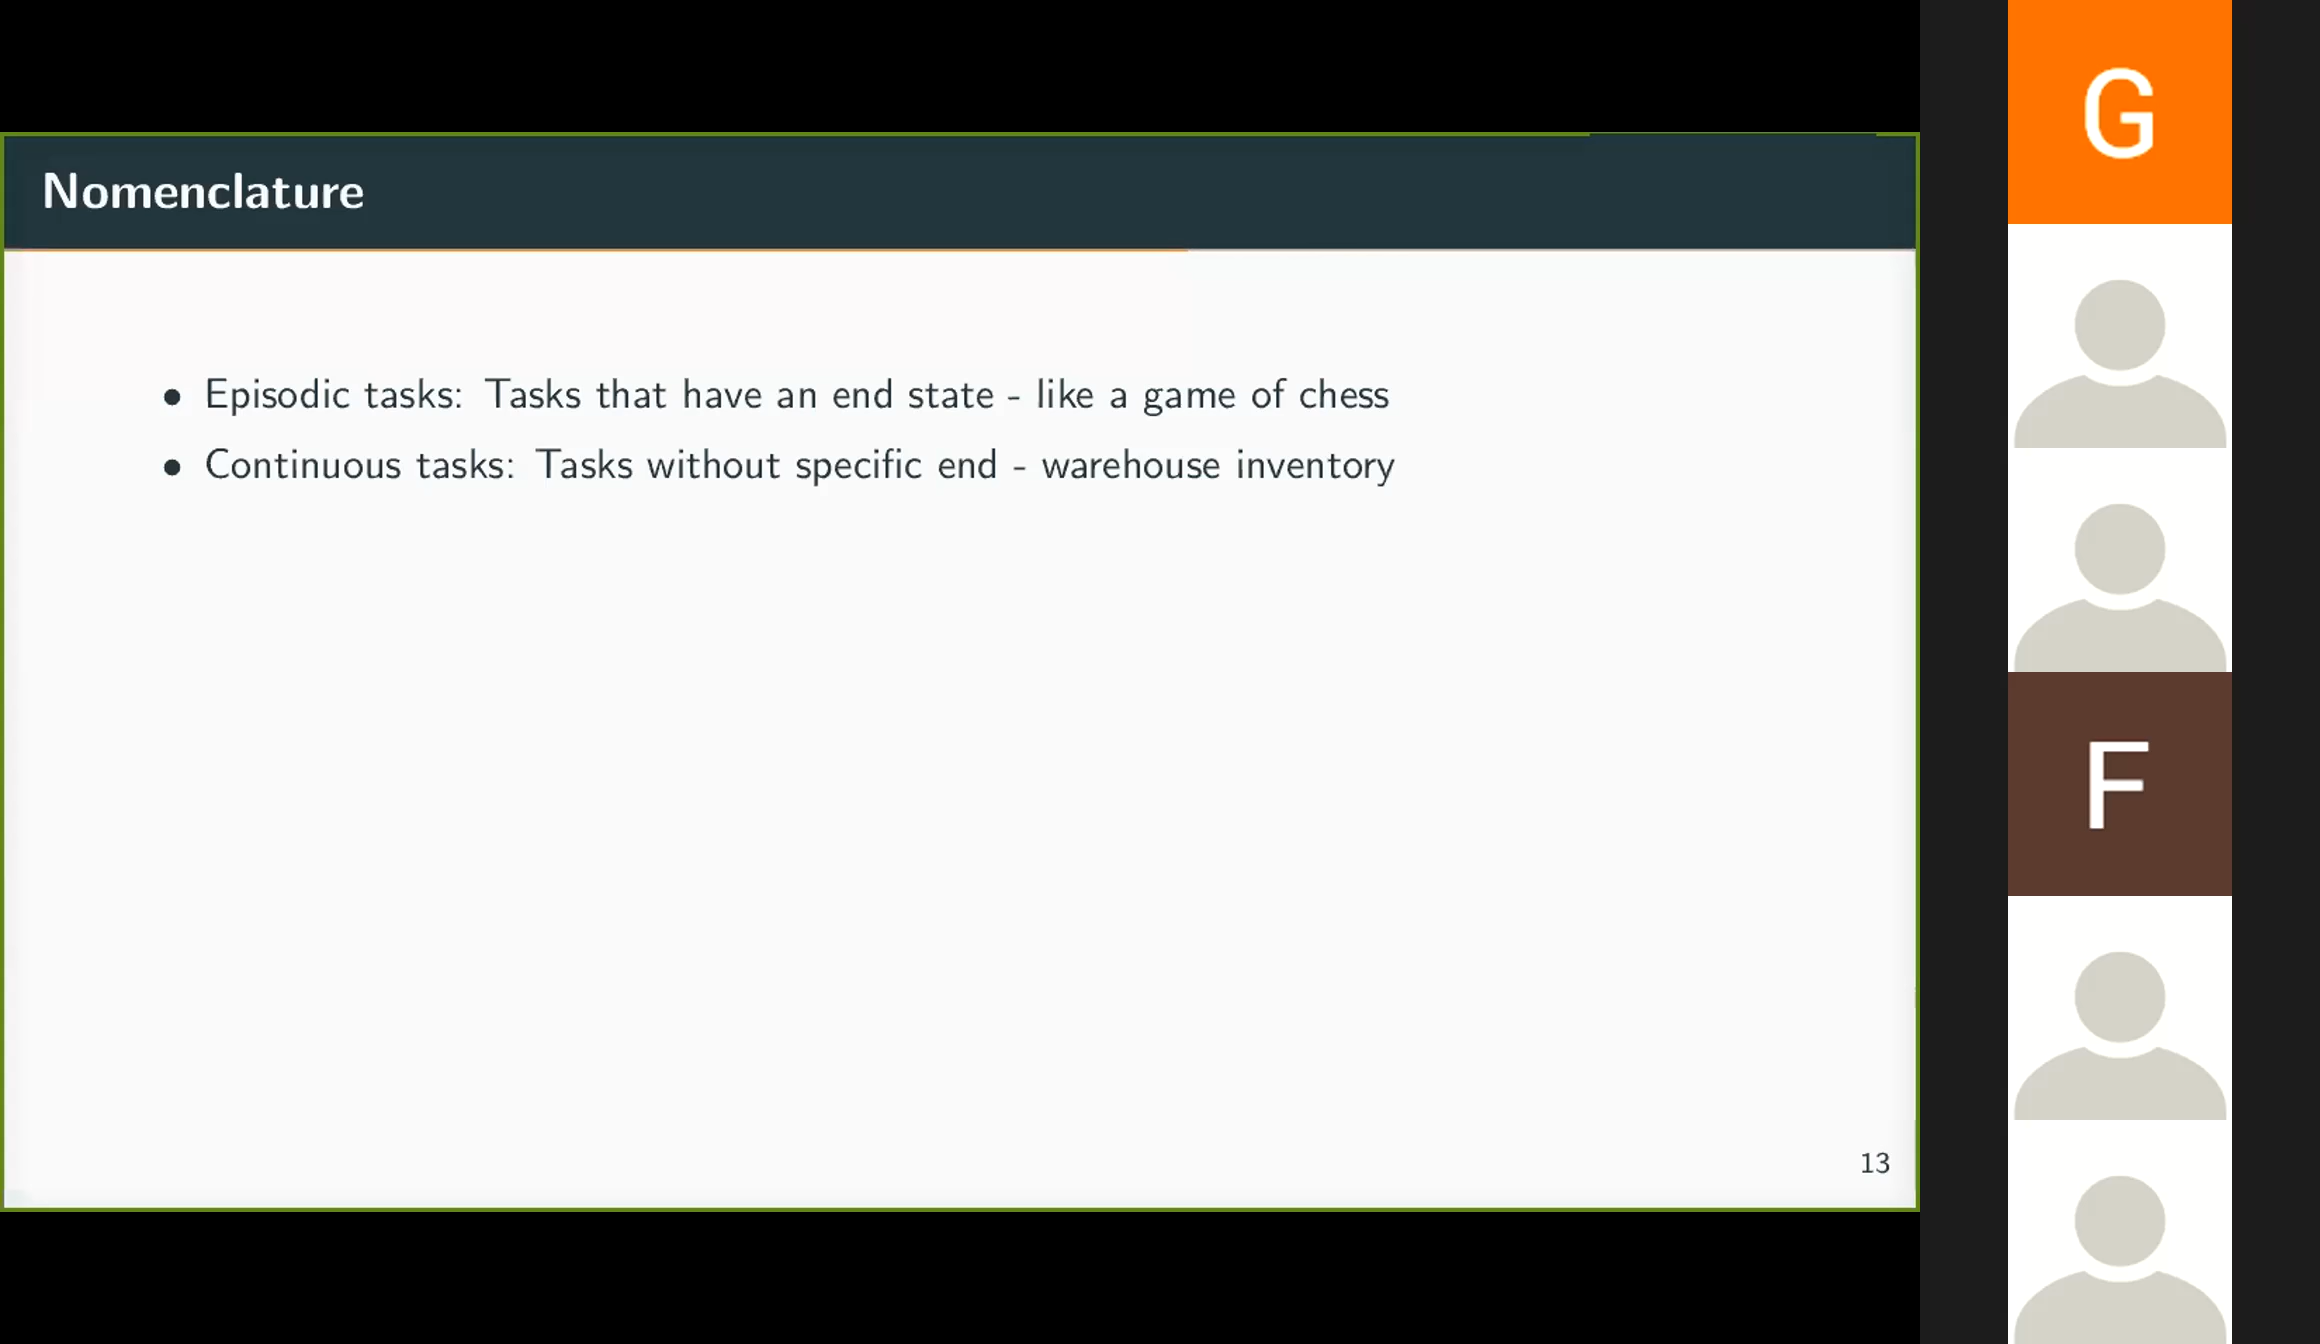 Nomenclature
• Episodic tasks: Tasks that have an end state - like a game of chess
• Continuous tasks: Tasks without specific end - warehouse inventory
13
G
F